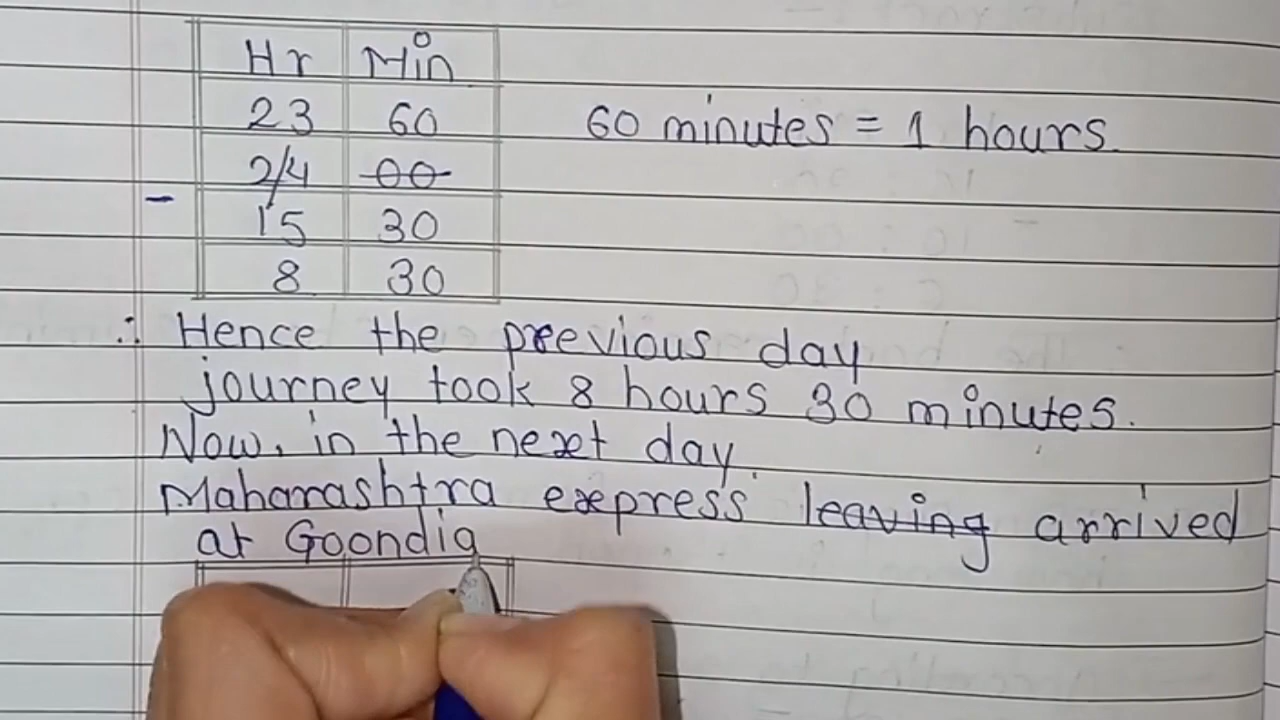 Hr Min
23 60 60 minutes = 1 hours.
24 00
- 15 30
8 30
∴ Hence the previous day
journey took 8 hours 30 minutes.
Now, in the next day.
Maharashtra express leaving arrived
at Goondia